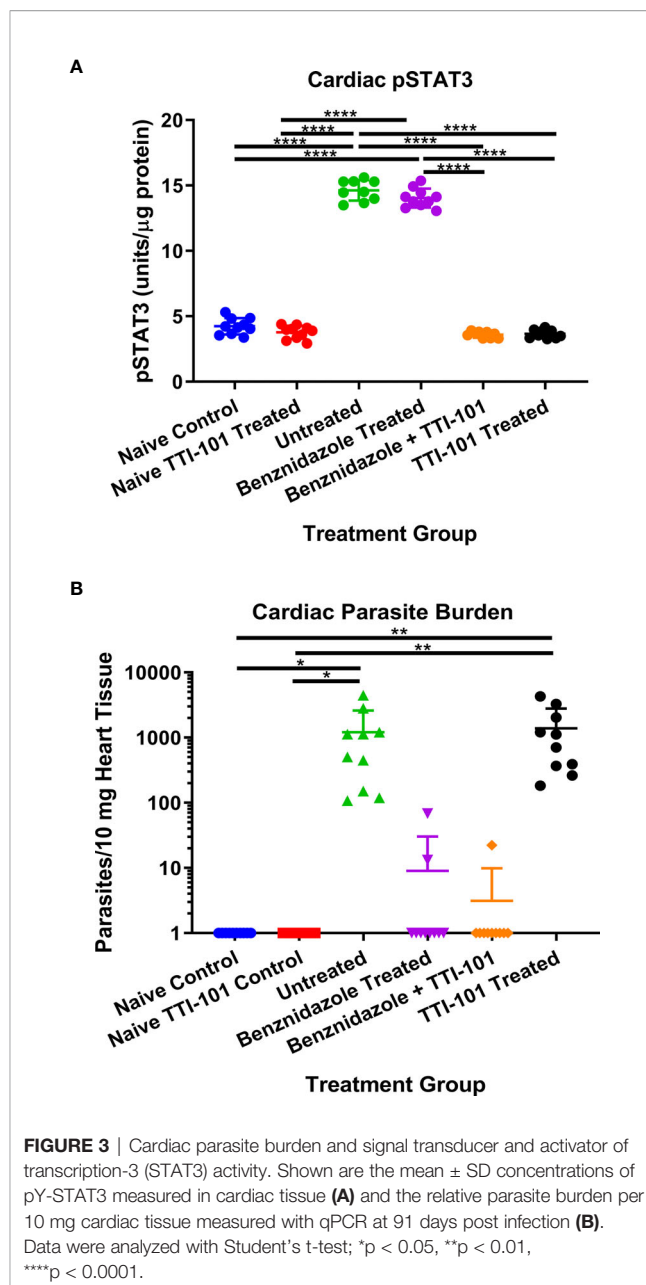 A
Cardiac pSTAT3
****
**** ****
**** ****
**** ****
****
pSTAT3 (units/μg protein)
20
15
10
5
0
Naive Control
Naive TTI-101 Treated
Untreated
Benznidazole Treated
Benznidazole + TTI-101
TTI-101 Treated
Treatment Group
B
Cardiac Parasite Burden
**
**
*
*
Parasites/10 mg Heart Tissue
10000
1000
100
10
1
Naive Control
Naive TTI-101 Control
Untreated
Benznidazole Treated
Benznidazole + TTI-101
TTI-101 Treated
Treatment Group
FIGURE 3 | Cardiac parasite burden and signal transducer and activator of
transcription-3 (STAT3) activity. Shown are the mean ± SD concentrations of
pY-STAT3 measured in cardiac tissue (A) and the relative parasite burden per
10 mg cardiac tissue measured with qPCR at 91 days post infection (B).
Data were analyzed with Student's t-test; *p < 0.05, **p < 0.01,
****p < 0.0001.